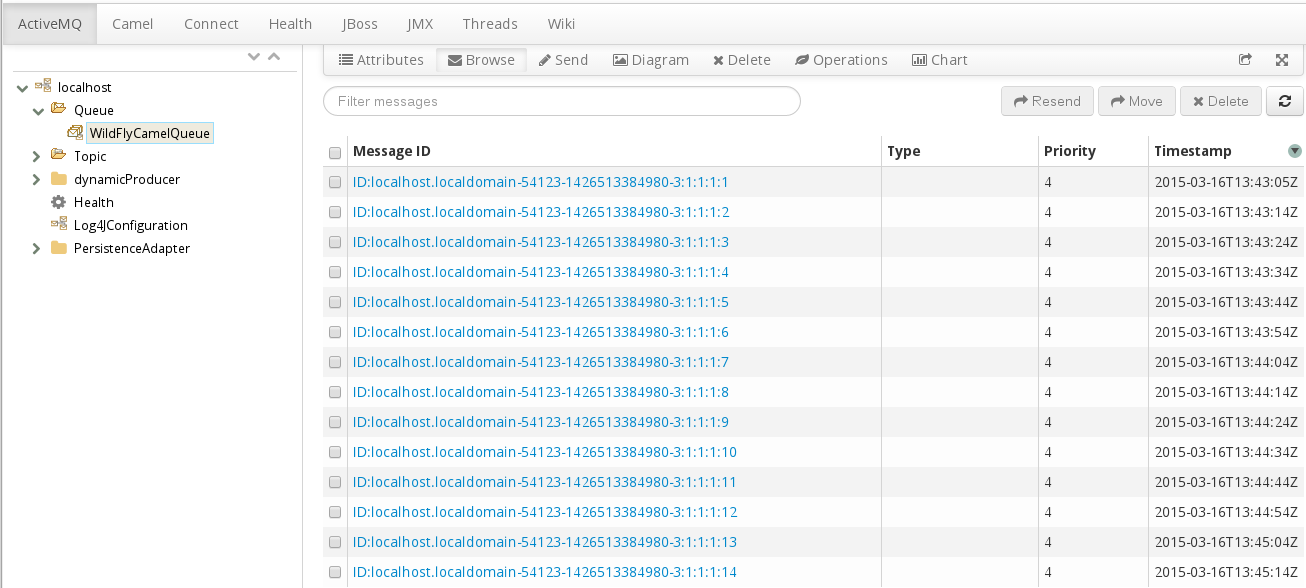 ActiveMQ Camel Connect Health JBoss JMX Threads Wiki
Attributes Browse Send Diagram Delete Operations Chart
localhost
Queue
WildFlyCamelQueue
Topic
dynamicProducer
Health
Log4JConfiguration
PersistenceAdapter
Filter messages Resend Move Delete
Message ID Type Priority Timestamp
ID:localhost.localdomain-54123-1426513384980-3:1:1:1:1 4 2015-03-16T13:43:05Z
ID:localhost.localdomain-54123-1426513384980-3:1:1:1:2 4 2015-03-16T13:43:14Z
ID:localhost.localdomain-54123-1426513384980-3:1:1:1:3 4 2015-03-16T13:43:24Z
ID:localhost.localdomain-54123-1426513384980-3:1:1:1:4 4 2015-03-16T13:43:34Z
ID:localhost.localdomain-54123-1426513384980-3:1:1:1:5 4 2015-03-16T13:43:44Z
ID:localhost.localdomain-54123-1426513384980-3:1:1:1:6 4 2015-03-16T13:43:54Z
ID:localhost.localdomain-54123-1426513384980-3:1:1:1:7 4 2015-03-16T13:44:04Z
ID:localhost.localdomain-54123-1426513384980-3:1:1:1:8 4 2015-03-16T13:44:14Z
ID:localhost.localdomain-54123-1426513384980-3:1:1:1:9 4 2015-03-16T13:44:24Z
ID:localhost.localdomain-54123-1426513384980-3:1:1:1:10 4 2015-03-16T13:44:34Z
ID:localhost.localdomain-54123-1426513384980-3:1:1:1:11 4 2015-03-16T13:44:44Z
ID:localhost.localdomain-54123-1426513384980-3:1:1:1:12 4 2015-03-16T13:44:54Z
ID:localhost.localdomain-54123-1426513384980-3:1:1:1:13 4 2015-03-16T13:45:04Z
ID:localhost.localdomain-54123-1426513384980-3:1:1:1:14 4 2015-03-16T13:45:14Z